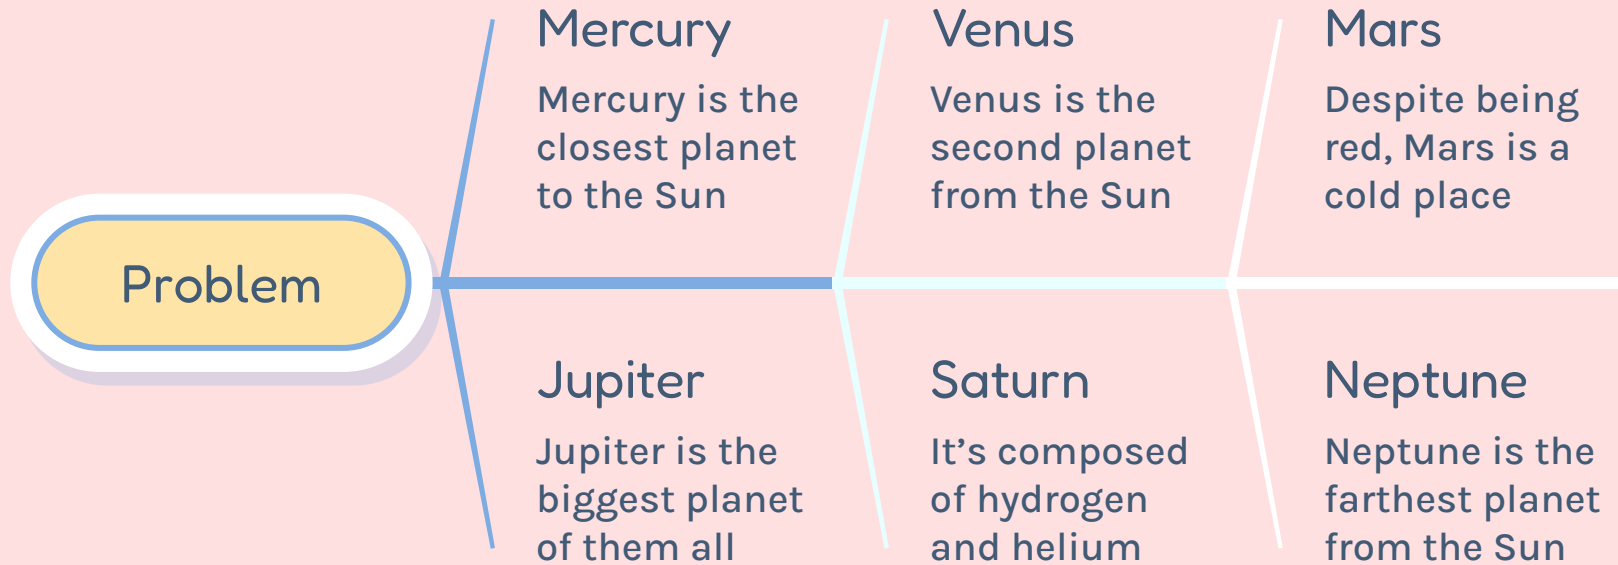 Mercury
Mercury is the
closest planet
to the Sun
Venus
Venus is the
second planet
from the Sun
Mars
Despite being
red, Mars is a
cold place
Problem
Jupiter
Jupiter is the
biggest planet
of them all
Saturn
It’s composed
of hydrogen
and helium
Neptune
Neptune is the
farthest planet
from the Sun